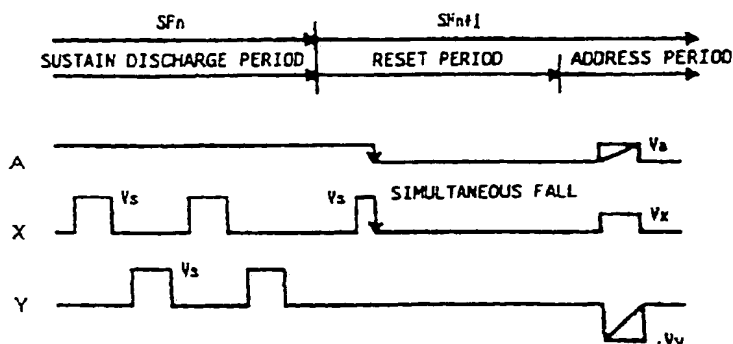 SFn SFn+1
SUSTAIN DISCHARGE PERIOD RESET PERIOD ADDRESS PERIOD
A Va
X Vs Vs SIMULTANEOUS FALL Vx
Y Vs
-Vy